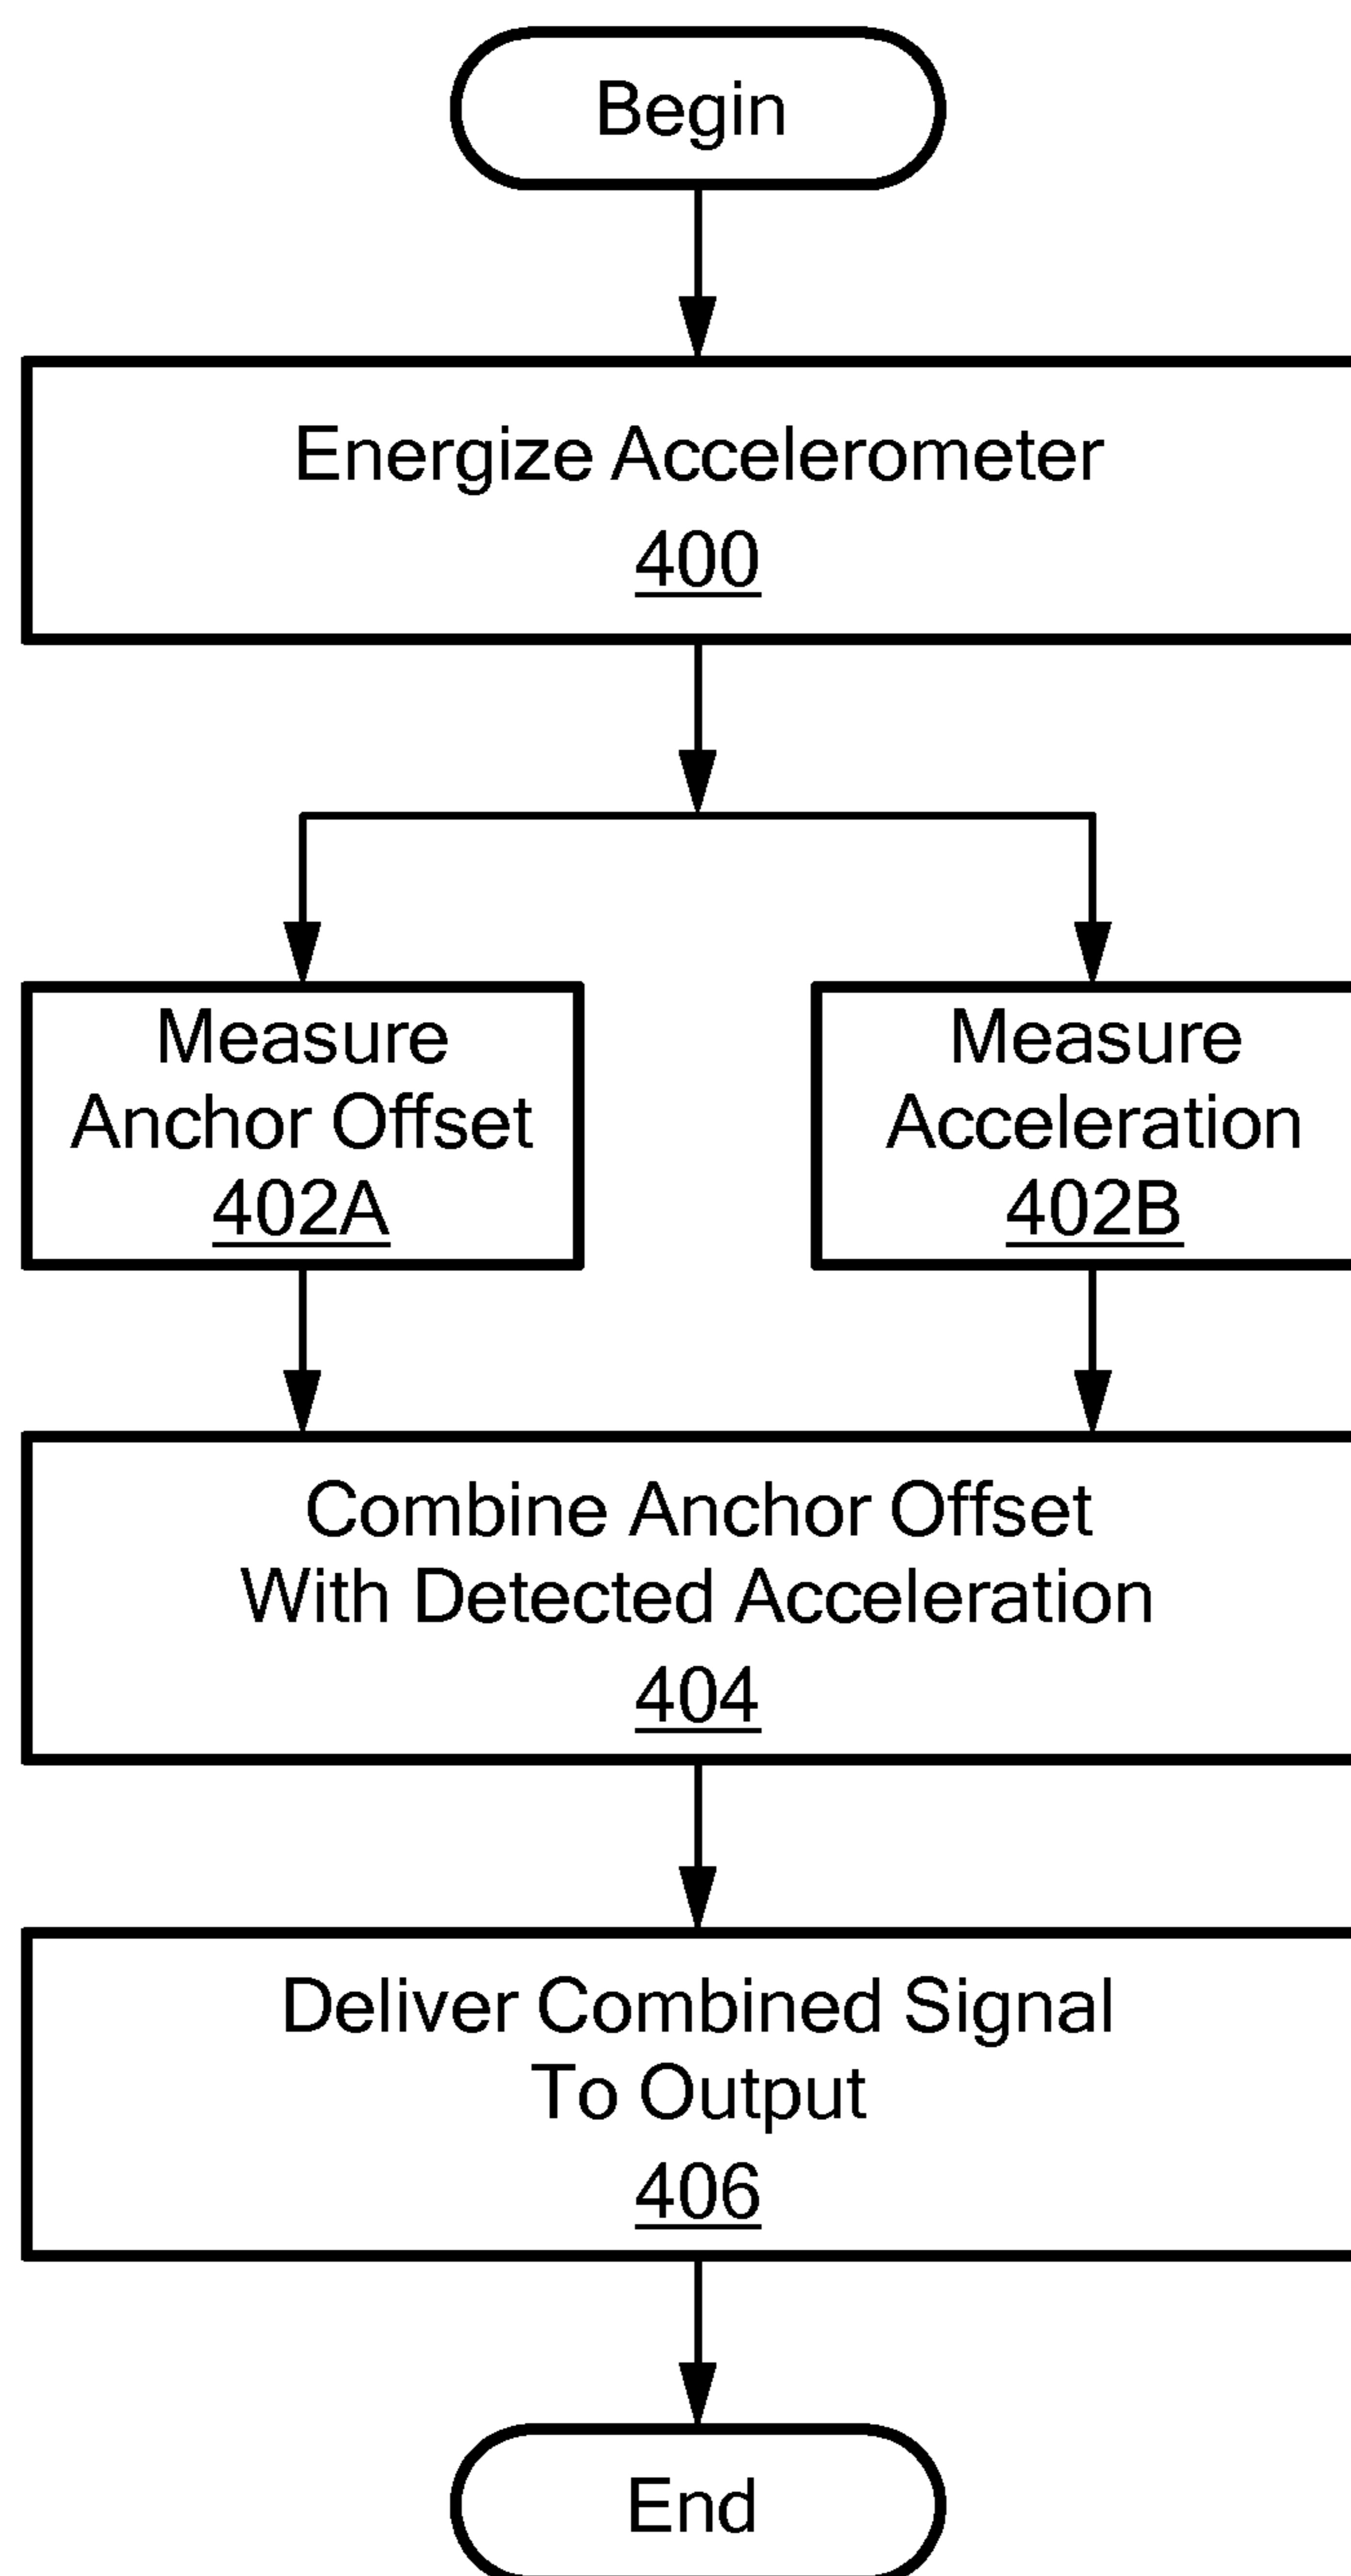 Begin
Energize Accelerometer
400
Measure
Anchor Offset
402A
Measure
Acceleration
402B
Combine Anchor Offset
With Detected Acceleration
404
Deliver Combined Signal
To Output
406
End